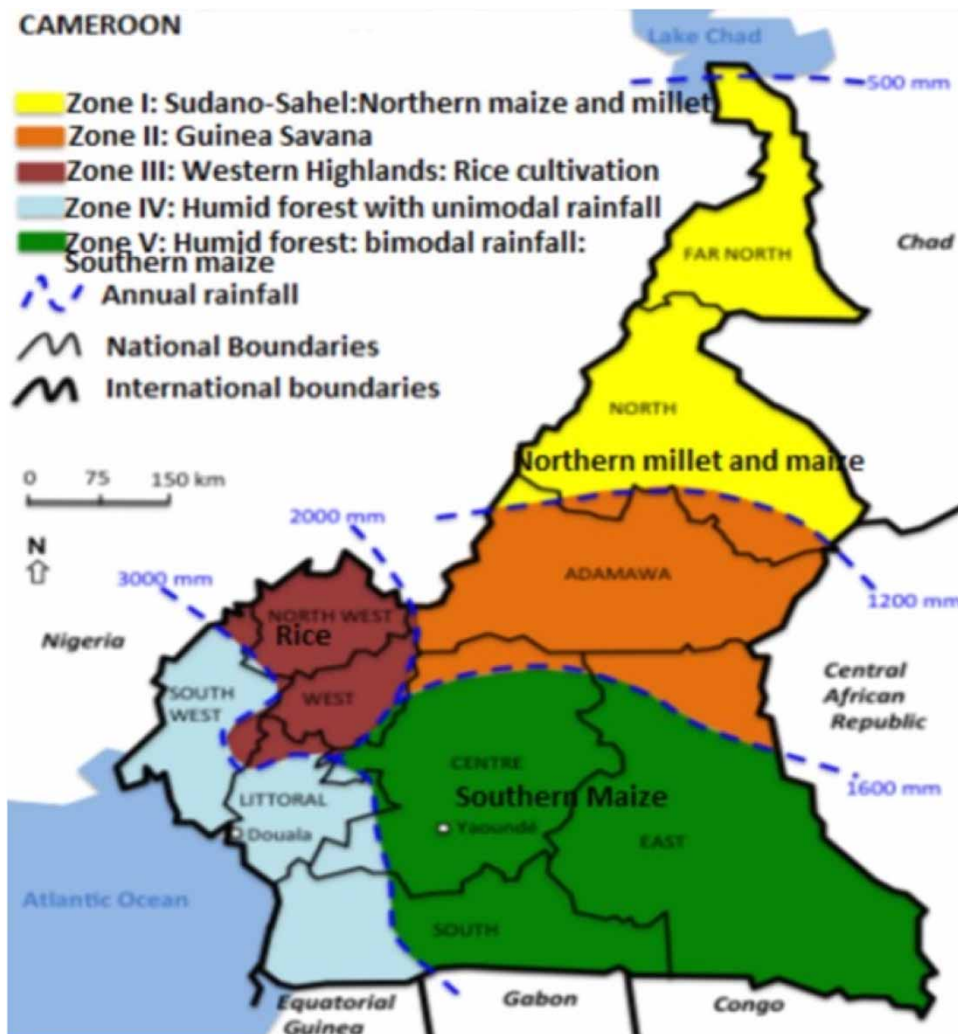 CAMEROON
Lake Chad
500 mm
Zone I: Sudano-Sahel:Northern maize and millet
Zone II: Guinea Savana
Zone III: Western Highlands: Rice cultivation
Zone IV: Humid forest with unimodal rainfall
Zone V: Humid forest: bimodal rainfall:
Southern maize
Annual rainfall
National Boundaries
International boundaries
Chad
FAR NORTH
NORTH
Northern millet and maize
0 75 150 km
2000 mm
N
3000 mm
ADAMAWA
1200 mm
NORTH WEST
Rice
Nigeria
Central
African
Republic
SOUTH
WEST
WEST
CENTRE
1600 mm
LITTORAL
Southern Maize
Douala
Yaoundé
EAST
Atlantic Ocean
SOUTH
Equatorial
Guinea
Gabon
Congo